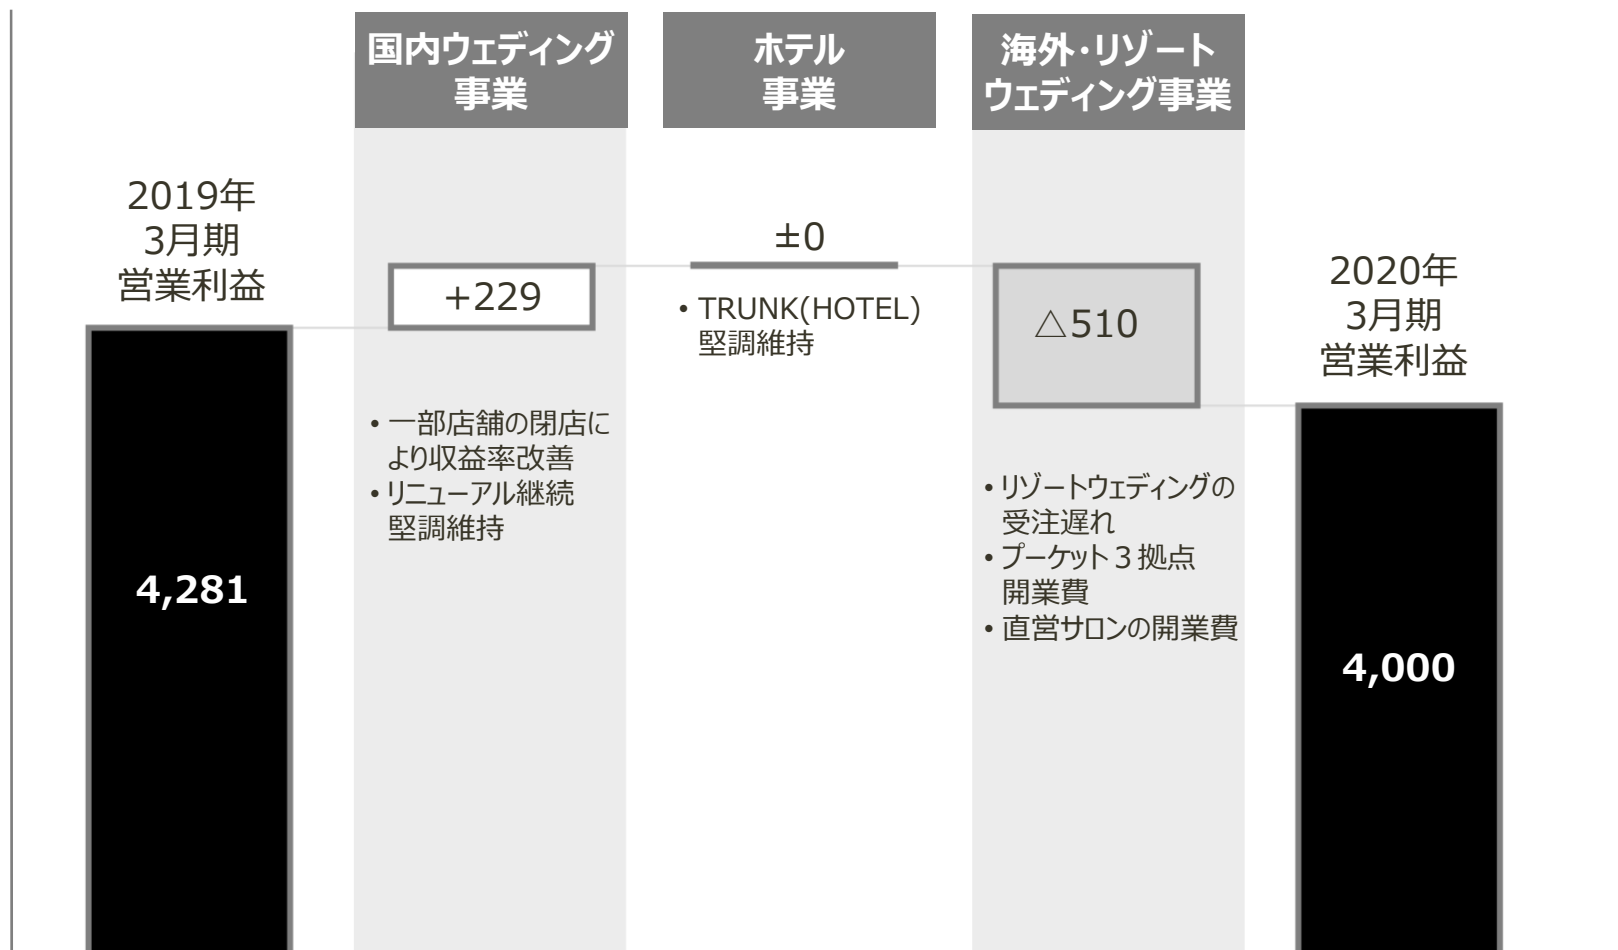 国内ウェディング
事業
ホテル
事業
海外・リゾート
ウェディング事業
2019年
3月期
営業利益
4,281
+229
• 一部店舗の閉店に
より収益率改善
• リニューアル継続
堅調維持
±0
• TRUNK(HOTEL)
堅調維持
△510
• リゾートウェディングの
受注遅れ
• プーケット３拠点
開業費
• 直営サロンの開業費
2020年
3月期
営業利益
4,000